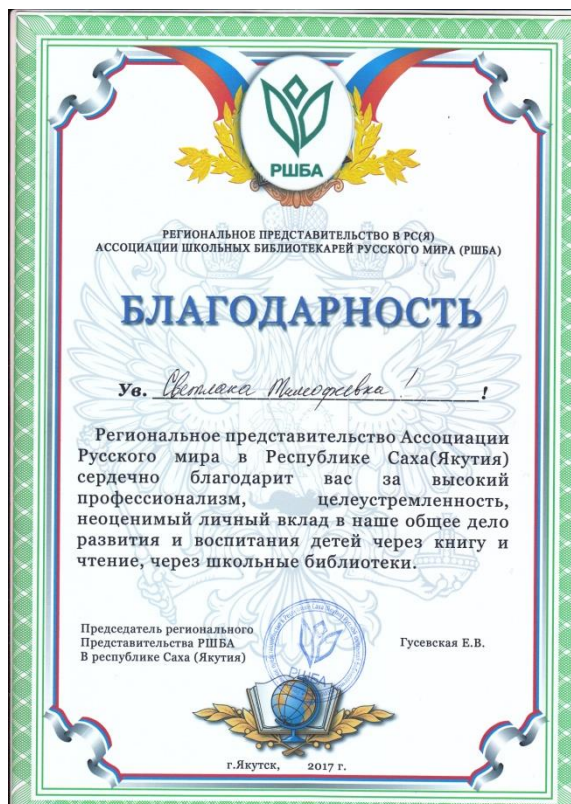 РШБА
РЕГИОНАЛЬНОЕ ПРЕДСТАВИТЕЛЬСТВО В РС(Я)
АССОЦИАЦИИ ШКОЛЬНЫХ БИБЛИОТЕКАРЕЙ РУССКОГО МИРА (РШБА)
БЛАГОДАРНОСТЬ
Ув. Светлана Тимофеевна ! !
Региональное представительство Ассоциации
Русского мира в Республике Саха(Якутия)
сердечно благодарит вас за высокий
профессионализм, целеустремленность,
неоценимый личный вклад в наше общее дело
развития и воспитания детей через книгу и
чтение, через школьные библиотеки.
Председатель регионального
Представительства РШБА
В республике Саха (Якутия)
Гусевская Е.В.
РШБА
г.Якутск, 2017 г.